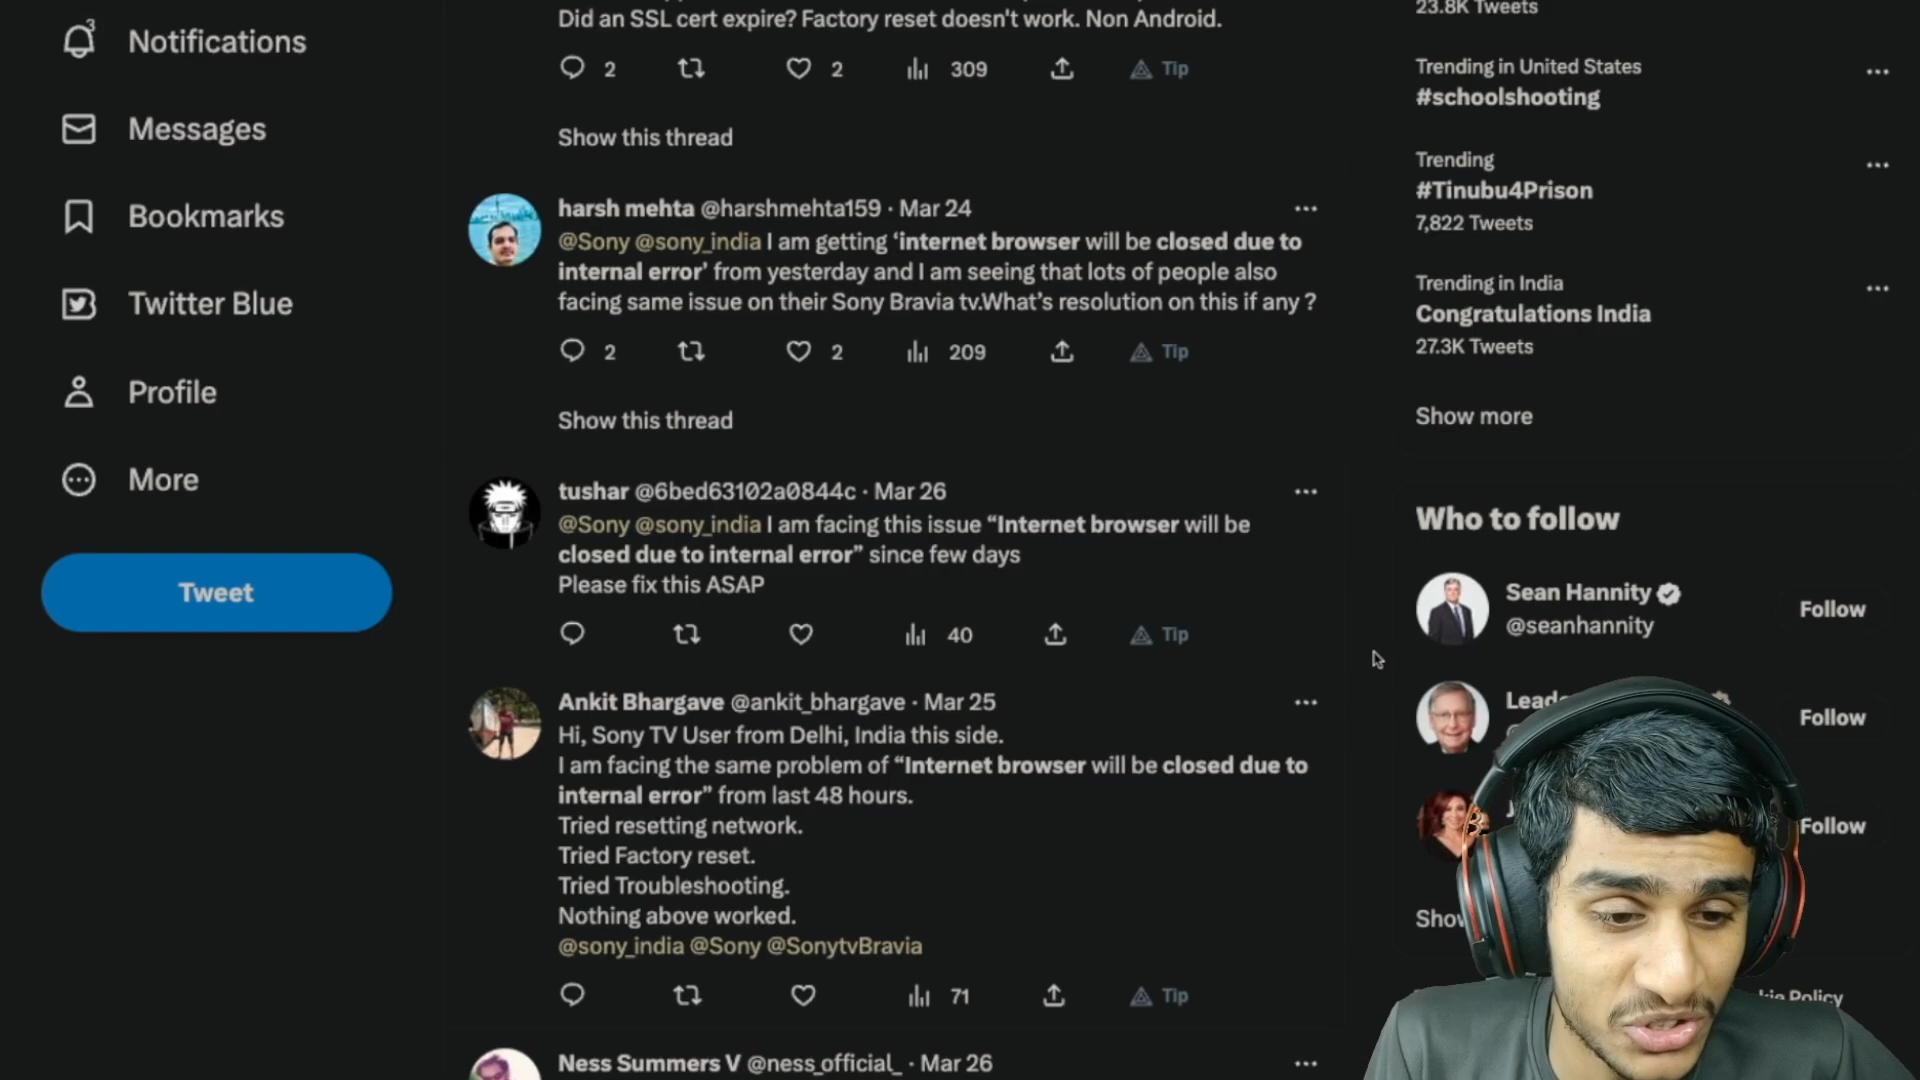 3
Notifications
Messages
Bookmarks
Twitter Blue
Profile
More
Tweet
Did an SSL cert expire? Factory reset doesn't work. Non Android.
2 2 309 Tip
Show this thread
harsh mehta @harshmehta159 · Mar 24
@Sony @sony_india I am getting ‘internet browser will be closed due to
internal error’ from yesterday and I am seeing that lots of people also
facing same issue on their Sony Bravia tv.What’s resolution on this if any ?
2 2 209 Tip
Show this thread
tushar @6bed63102a0844c · Mar 26
@Sony @sony_india I am facing this issue “Internet browser will be
closed due to internal error” since few days
Please fix this ASAP
40 Tip
Ankit Bhargave @ankit_bhargave · Mar 25
Hi, Sony TV User from Delhi, India this side.
I am facing the same problem of “Internet browser will be closed due to
internal error” from last 48 hours.
Tried resetting network.
Tried Factory reset.
Tried Troubleshooting.
Nothing above worked.
@sony_india @Sony @SonytvBravia
71 Tip
Ness Summers V @ness_official_ · Mar 26
23.8K Tweets
Trending in United States
#schoolshooting
Trending
#Tinubu4Prison
7,822 Tweets
Trending in India
Congratulations India
27.3K Tweets
Show more
Who to follow
Sean Hannity
@seanhannity
Follow
Follow
Follow
Policy